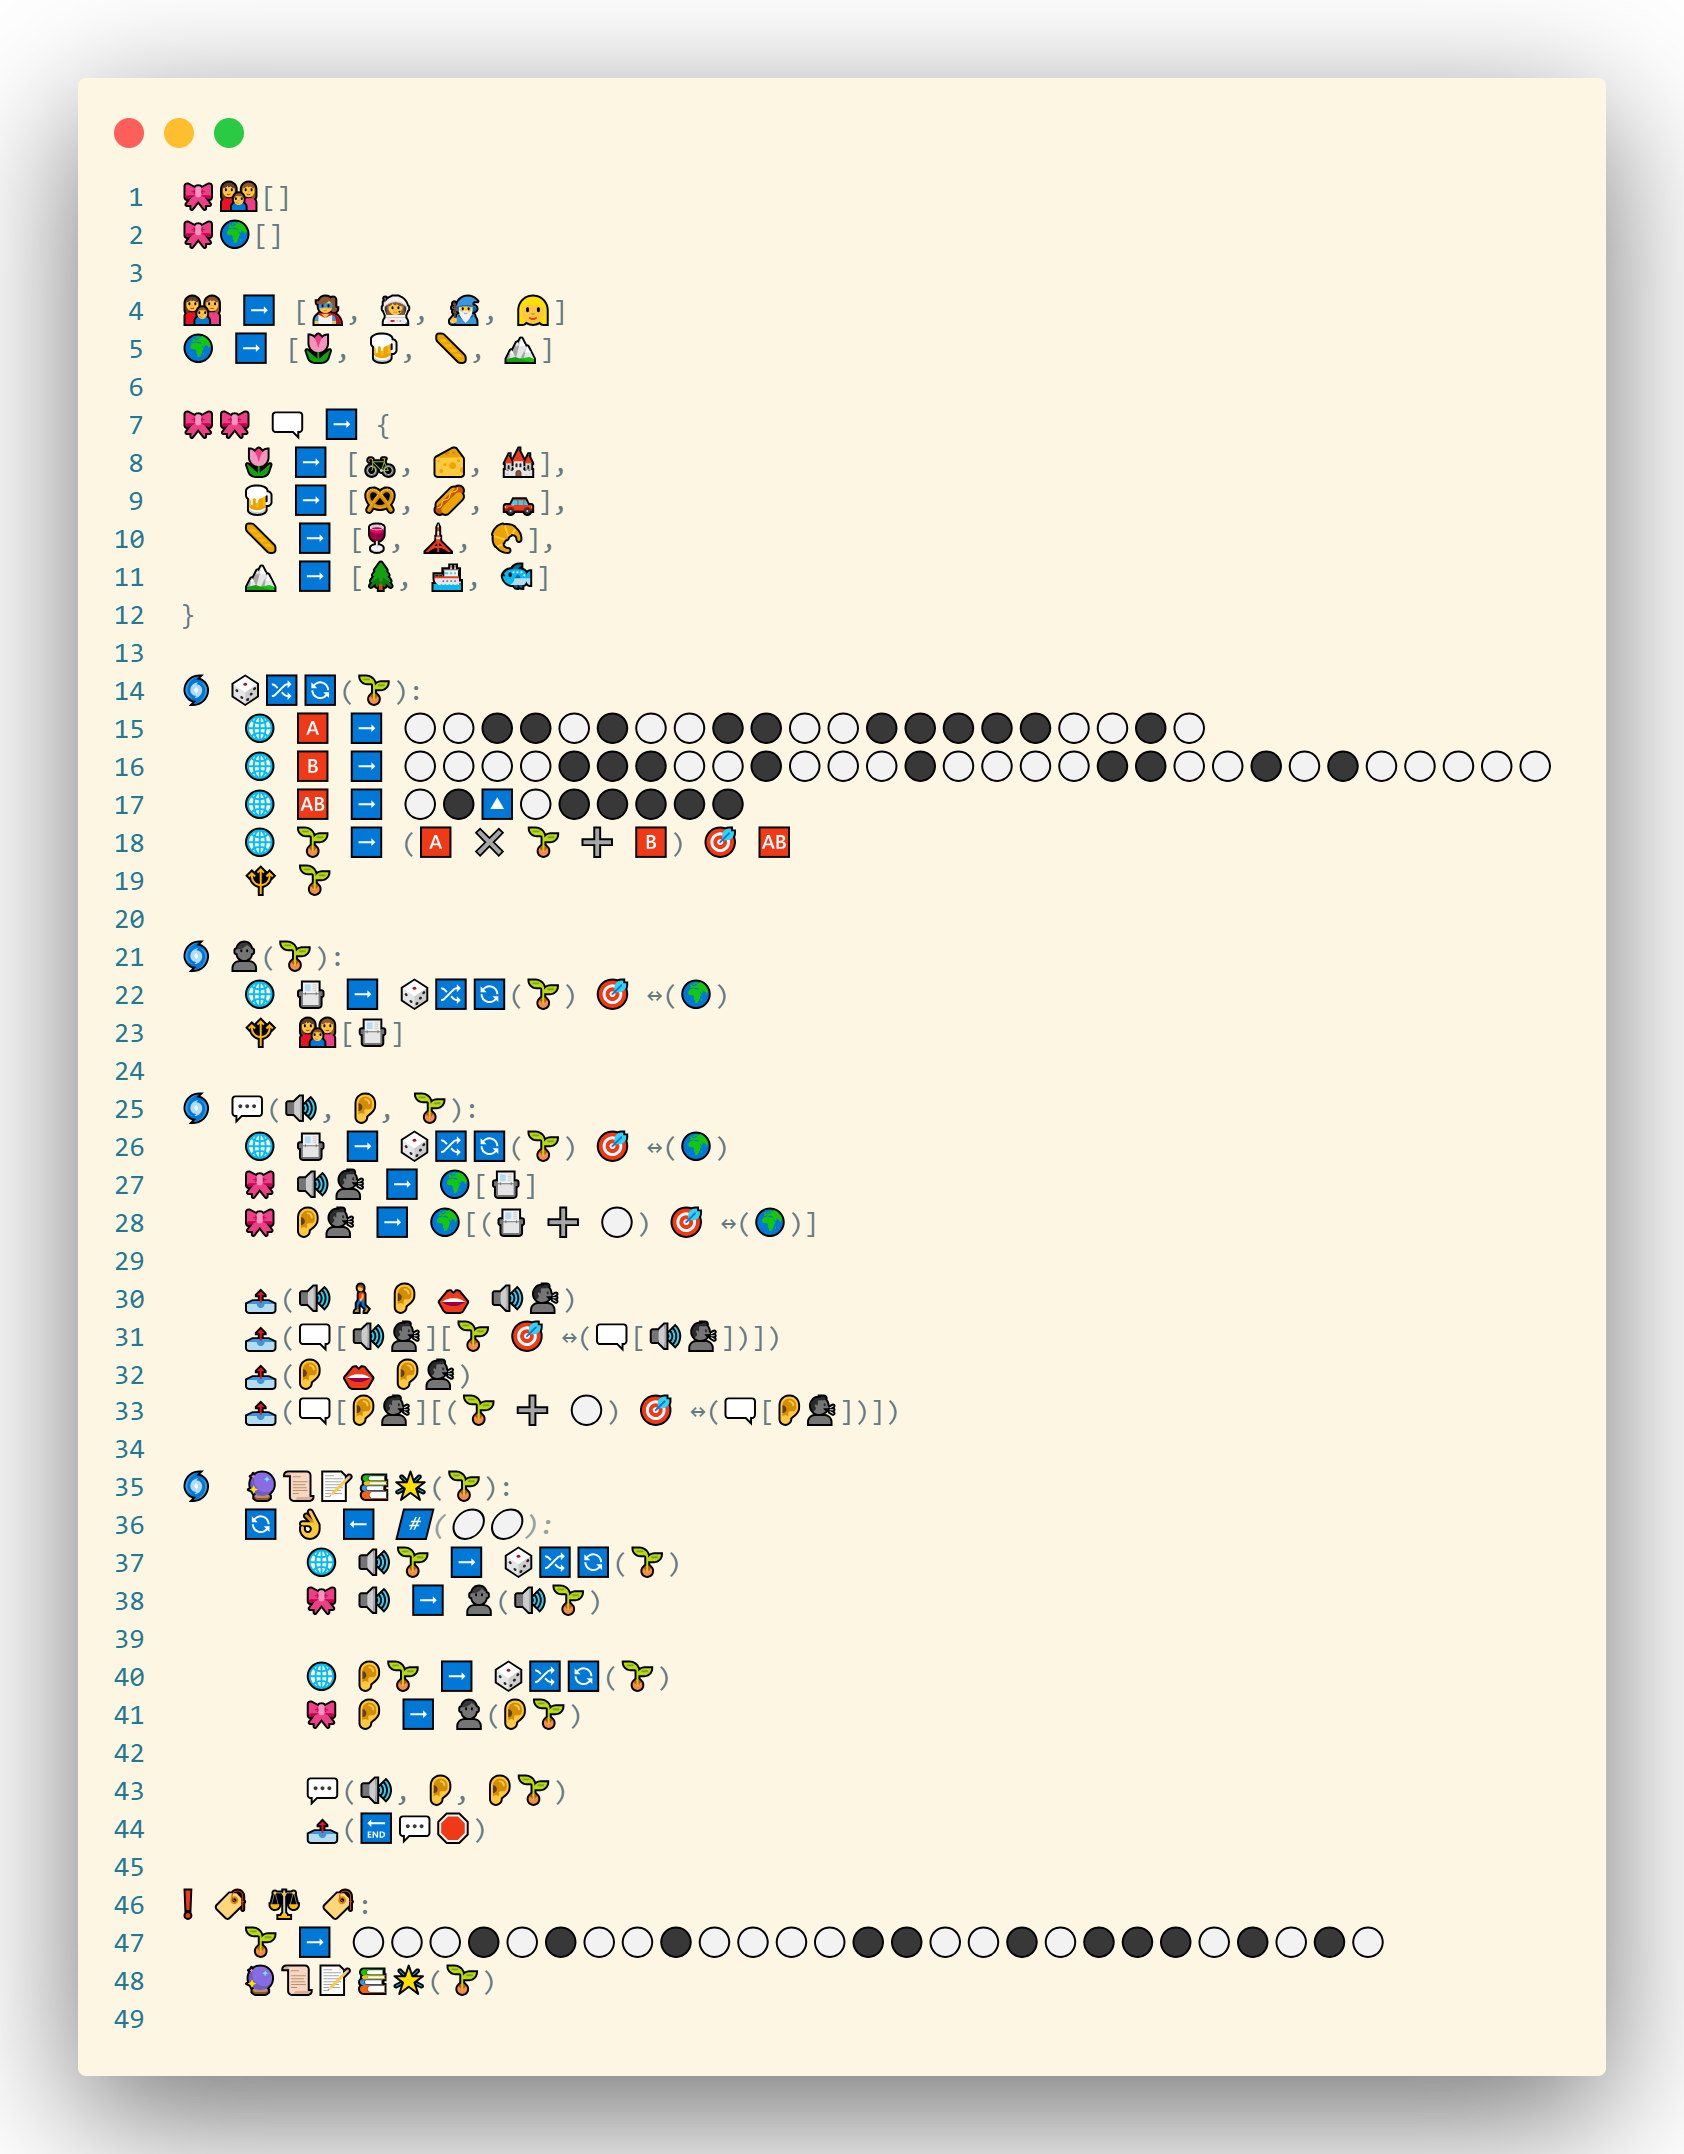 1 🎀👪[]
2 🎀🌍[]
3
4 👪 ➡️ [🦸, 👩‍🚀, 🧙, 👱‍♀️]
5 🌍 ➡️ [🌷, 🍺, 🥖, 🏔️]
6
7 🎀🎀 🗨️ ➡️ {
8 🌷 ➡️ [🚲, 🧀, 🏰],
9 🍺 ➡️ [🥨, 🌭, 🚗],
10 🥖 ➡️ [🍷, 🗼, 🥐],
11 🏔️ ➡️ [🌲, 🛳️, 🐟]
12 }
13
14 🌀 🎲🔀🔄(🌱):
15 🌐 🅰️ ➡️ ⚪⚪⚫⚫⚪⚫⚪⚪⚫⚫⚪⚪⚫⚫⚫⚫⚫⚪⚪⚫⚪
16 🌐 🅱️ ➡️ ⚪⚪⚪⚪⚫⚫⚫⚪⚪⚫⚪⚪⚪⚫⚪⚪⚪⚪⚫⚫⚪⚪⚫⚪⚫⚪⚪⚪⚪⚪
17 🌐 🆎 ➡️ ⚪⚫🔼⚪⚫⚫⚫⚫⚫
18 🌐 🌱 ➡️ (🅰️ ✖️ 🌱 ➕ 🅱️) 🎯 🆎
19 🔱 🌱
20
21 🌀 👤(🌱):
22 🌐 📇 ➡️ 🎲🔀🔄(🌱) 🎯 ↔(🌍)
23 🔱 👪[📇]
24
25 🌀 💬(🔊, 👂, 🌱):
26 🌐 📇 ➡️ 🎲🔀🔄(🌱) 🎯 ↔(🌍)
27 🎀 🔊🗣️ ➡️ 🌍[📇]
28 🎀 👂🗣️ ➡️ 🌍[(📇 ➕ ⚪) 🎯 ↔(🌍)]
29
30 📤(🔊 🚶 👂 👄 🔊🗣️)
31 📤(🗨️[🔊🗣️][🌱 🎯 ↔(🗨️[🔊🗣️])])
32 📤(👂 👄 👂🗣️)
33 📤(🗨️[👂🗣️][(🌱 ➕ ⚪) 🎯 ↔(🗨️[👂🗣️])])
34
35 🌀 🔮📜📝📚🌟(🌱):
36 🔄 👌 ⬅️ #️⃣(⚪⚪):
37 🌐 🔊🌱 ➡️ 🎲🔀🔄(🌱)
38 🎀 🔊 ➡️ 👤(🔊🌱)
39
40 🌐 👂🌱 ➡️ 🎲🔀🔄(🌱)
41 🎀 👂 ➡️ 👤(👂🌱)
42
43 💬(🔊, 👂, 👂🌱)
44 📤(🔚💬🛑)
45
46 ❗🏷️ ⚖️ 🏷️:
47 🌱 ➡️ ⚪⚪⚪⚫⚪⚫⚪⚪⚫⚪⚪⚪⚪⚫⚫⚪⚪⚫⚪⚫⚫⚫⚪⚫⚪⚫⚪
48 🔮📜📝📚🌟(🌱)
49